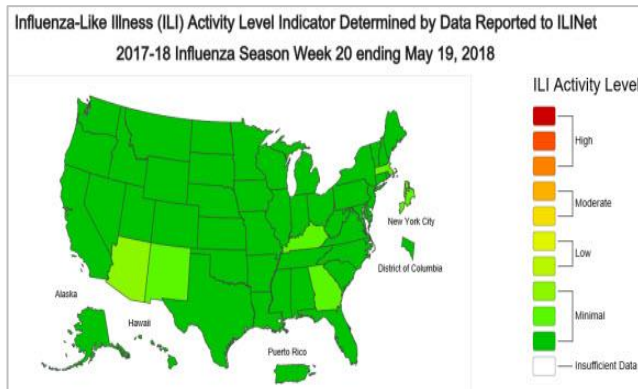 Influenza-Like Illness (ILI) Activity Level Indicator Determined by Data Reported to ILINet
2017-18 Influenza Season Week 20 ending May 19, 2018
ILI Activity Level
High
Moderate
New York City
Low
District of Columbia
Alaska
Hawaii
Minimal
Puerto Rico
Insufficient Data